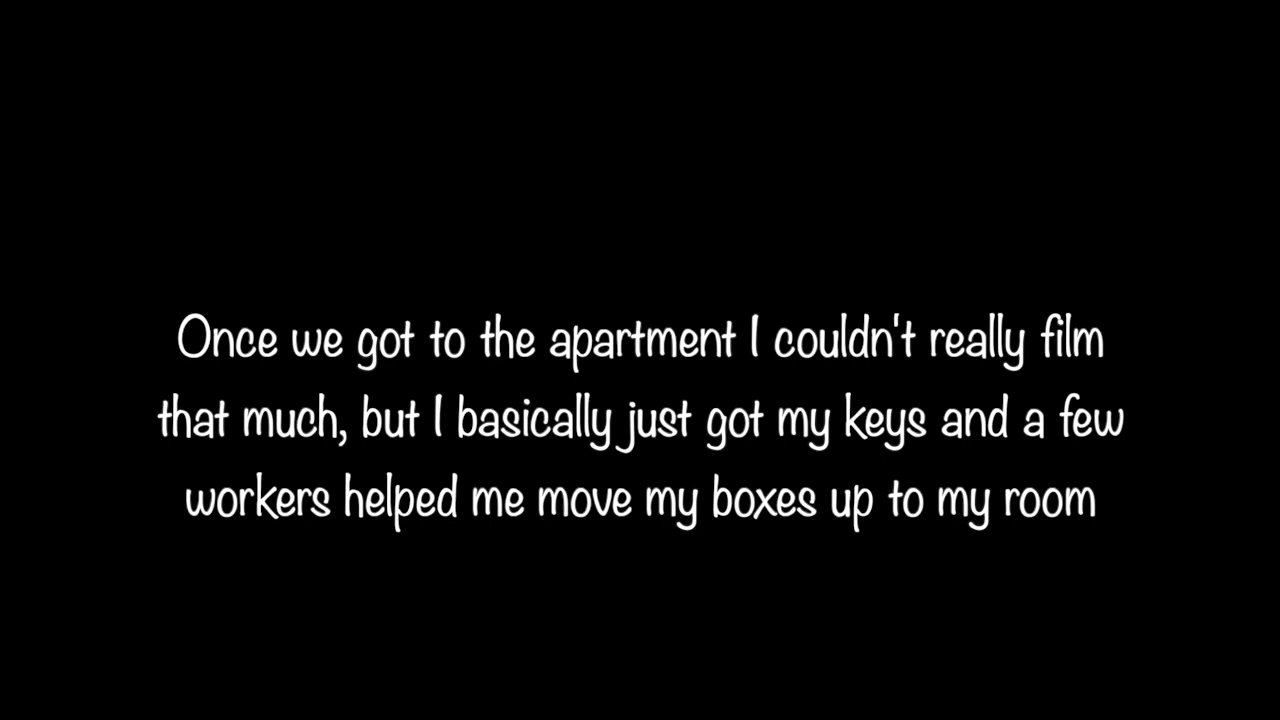 Once we got to the apartment I couldn't really film
that much, but I basically just got my keys and a few
workers helped me move my boxes up to my room